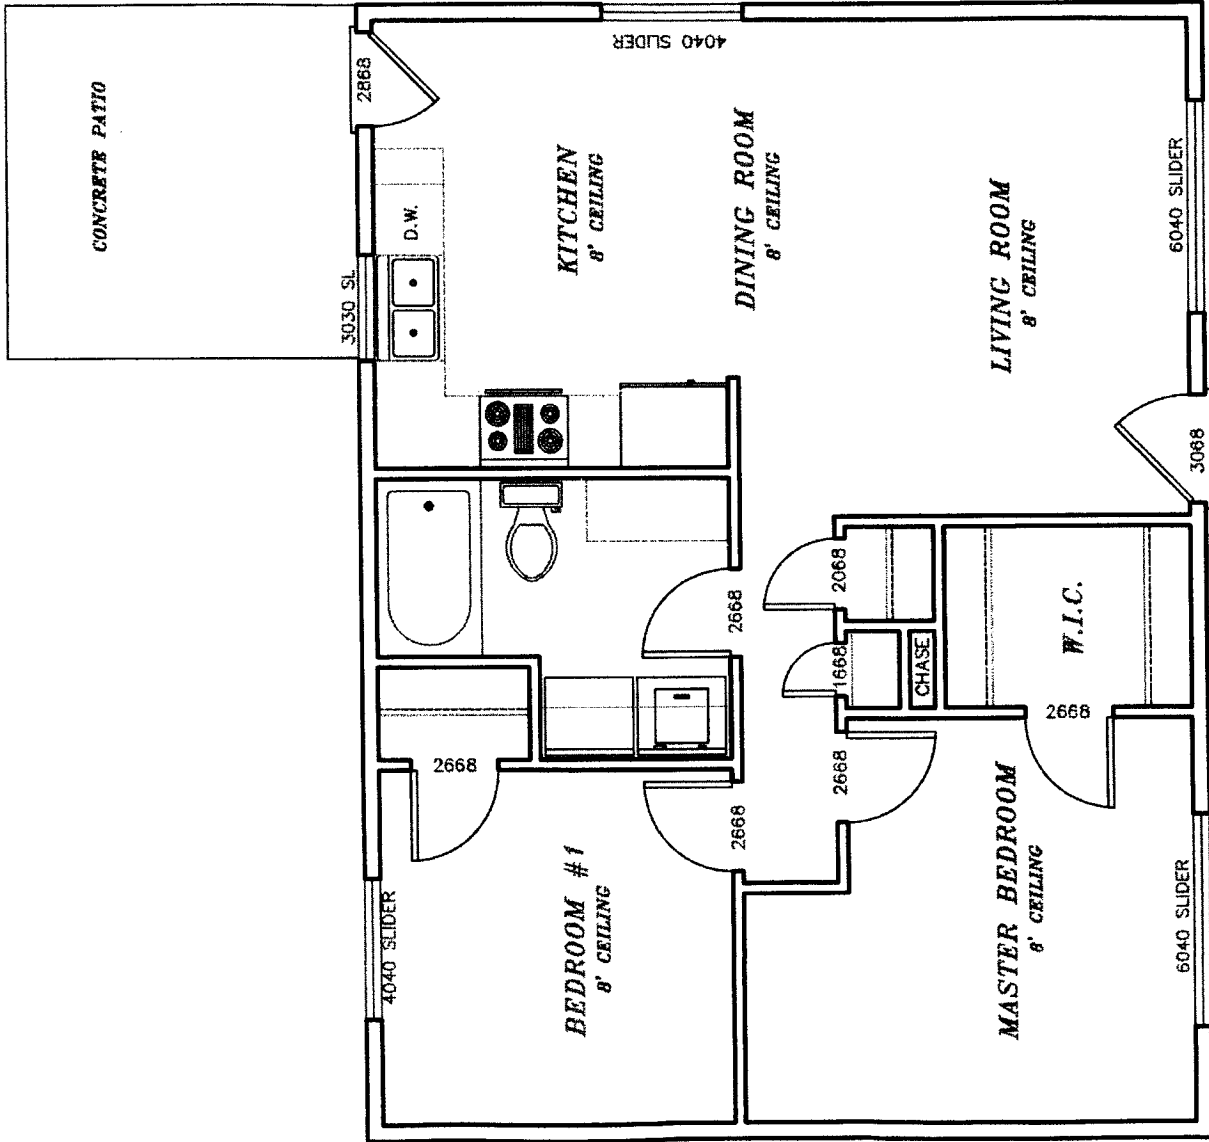 CONCRETE PATIO
2868
4040 SLIDER
3030 SL
D.W.
KITCHEN
8' CEILING
DINING ROOM
8' CEILING
LIVING ROOM
8' CEILING
6040 SLIDER
3068
2668
2068
1668
CHASE
W.I.C.
2668
2668
2668
2668
4040 SLIDER
BEDROOM #1
8' CEILING
MASTER BEDROOM
8' CEILING
6040 SLIDER